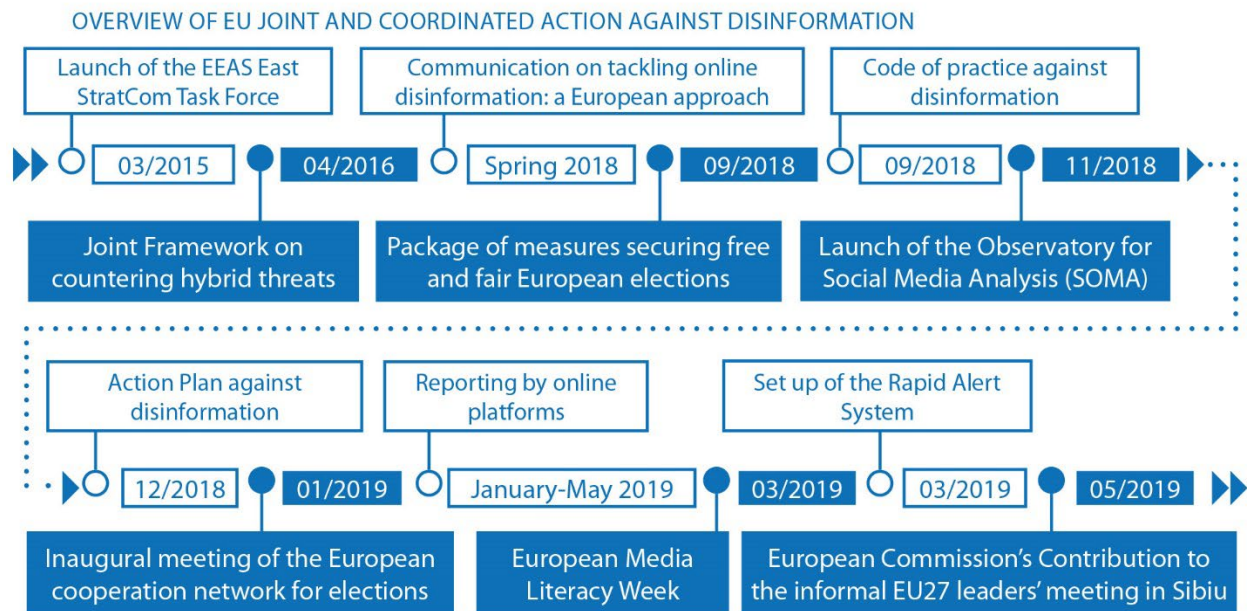 OVERVIEW OF EU JOINT AND COORDINATED ACTION AGAINST DISINFORMATION
Launch of the EEAS East
StratCom Task Force
Communication on tackling online
disinformation: a European approach
Code of practice against
disinformation
03/2015
04/2016
Spring 2018
09/2018
09/2018
11/2018
Joint Framework on
countering hybrid threats
Package of measures securing free
and fair European elections
Launch of the Observatory for
Social Media Analysis (SOMA)
Action Plan against
disinformation
Reporting by online
platforms
Set up of the Rapid Alert
System
12/2018
01/2019
January-May 2019
03/2019
03/2019
05/2019
Inaugural meeting of the European
cooperation network for elections
European Media
Literacy Week
European Commission’s Contribution to
the informal EU27 leaders’ meeting in Sibiu